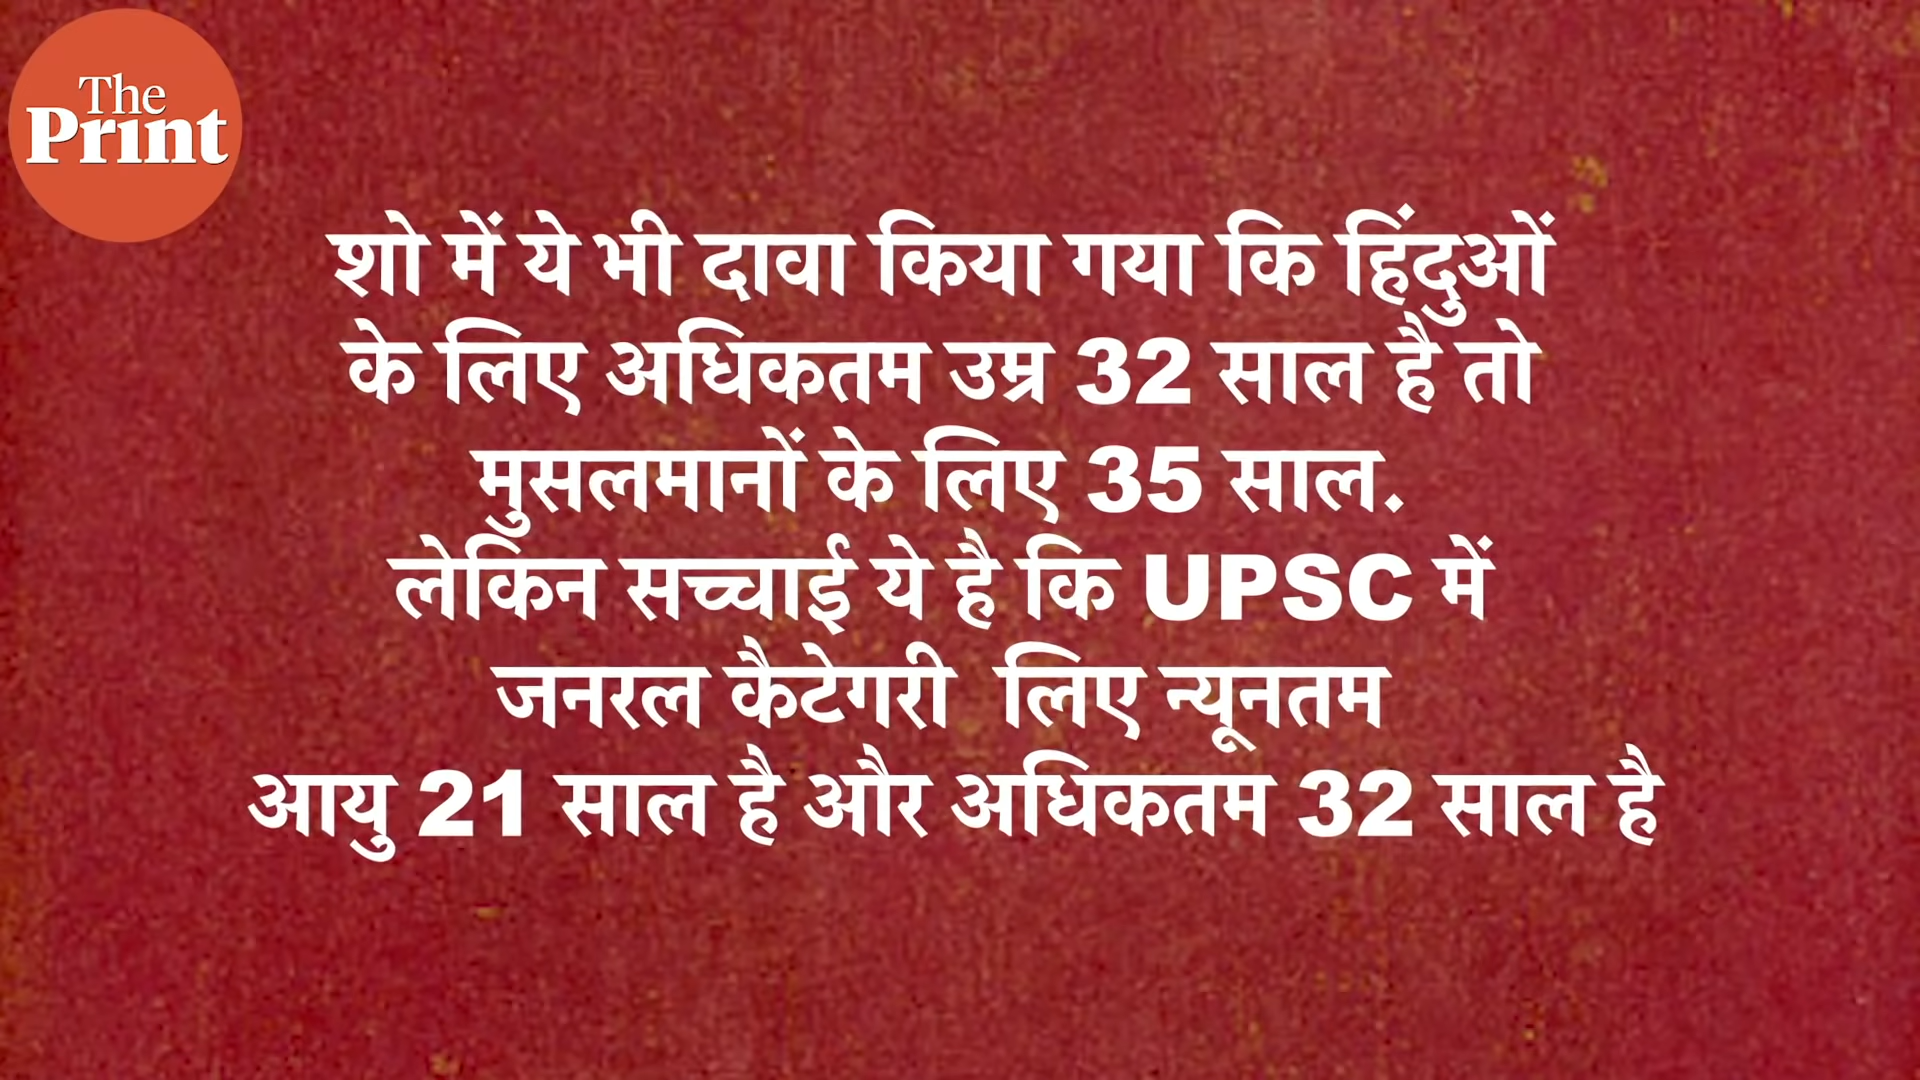 The
Print
शो में ये भी दावा किया गया कि हिंदुओं
के लिए अधिकतम उम्र 32 साल है तो
मुसलमानों के लिए 35 साल.
लेकिन सच्चाई ये है कि UPSC में
जनरल कैटेगरी लिए न्यूनतम
आयु 21 साल है और अधिकतम 32 साल है